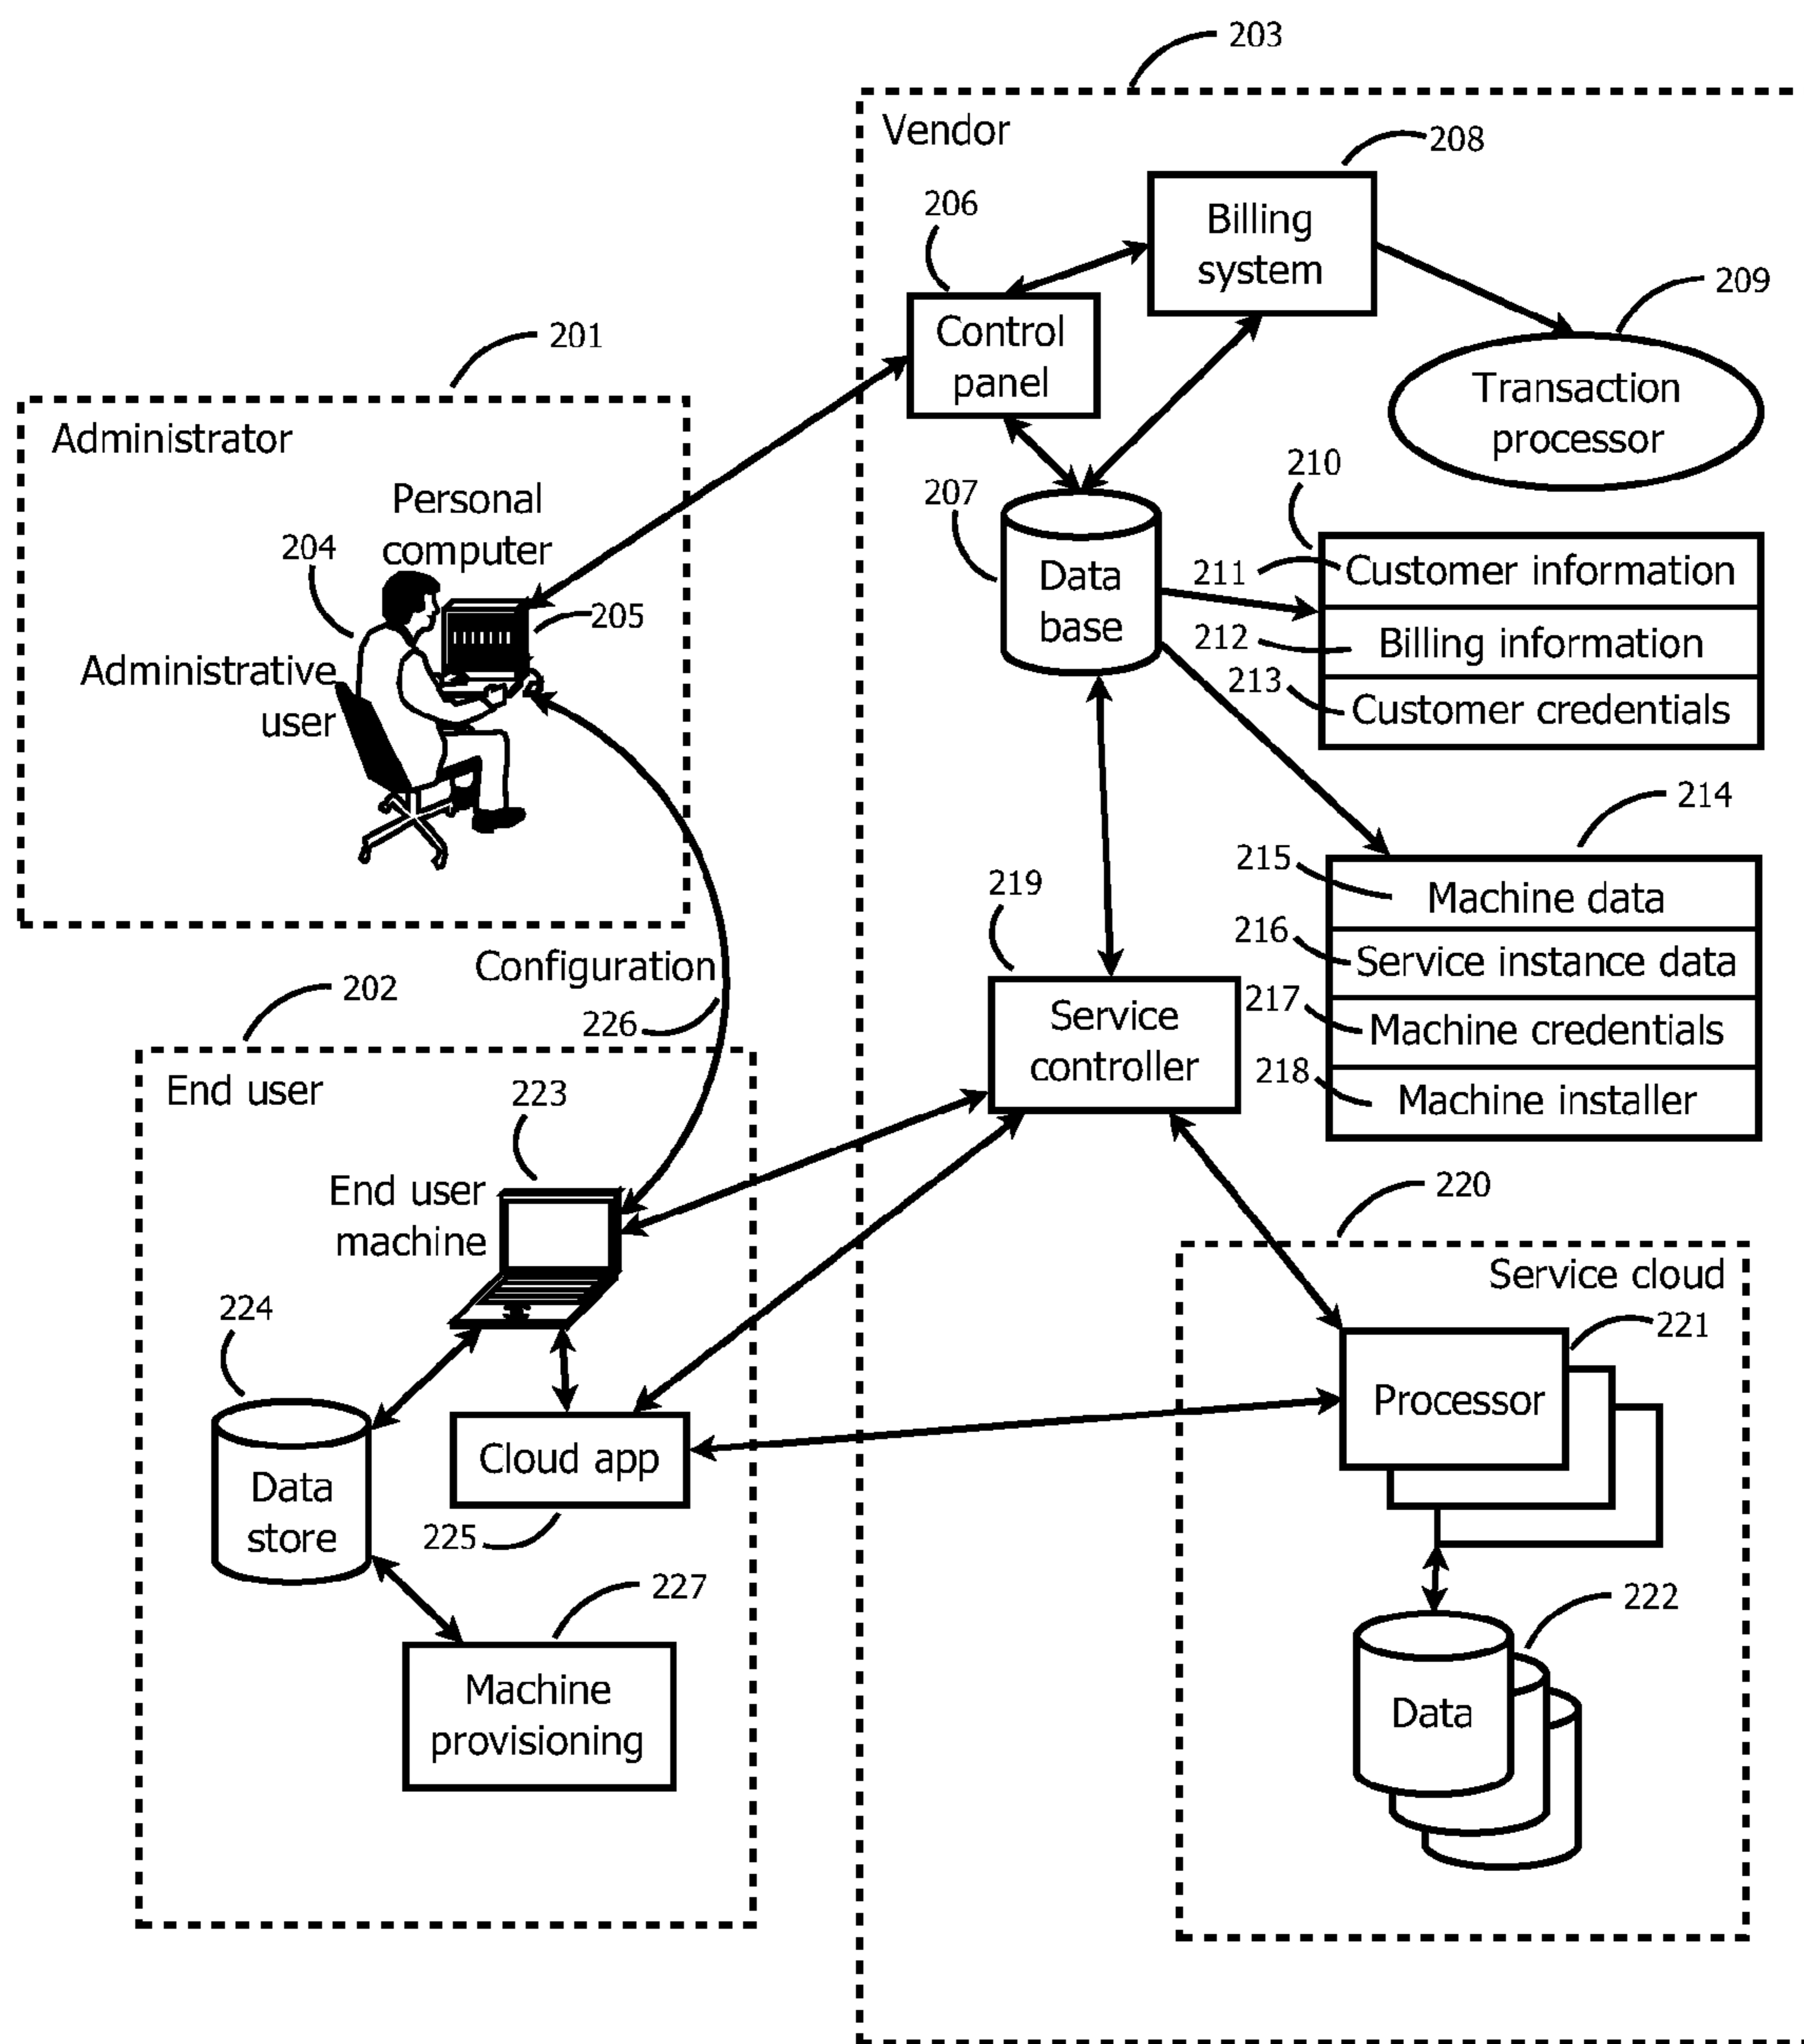 203
Vendor
208
206
Billing
system
209
201
Control
panel
Transaction
processor
Administrator
210
Personal
computer
207
204
211
Customer information
Data
base
205
212
Billing information
Administrative
user
213
Customer credentials
214
215
Machine data
219
216
Service instance data
Configuration
202
217
Machine credentials
226
Service
controller
218
Machine installer
End user
223
220
End user
machine
Service cloud
224
221
Processor
Cloud app
Data
store
225
227
222
Machine
provisioning
Data